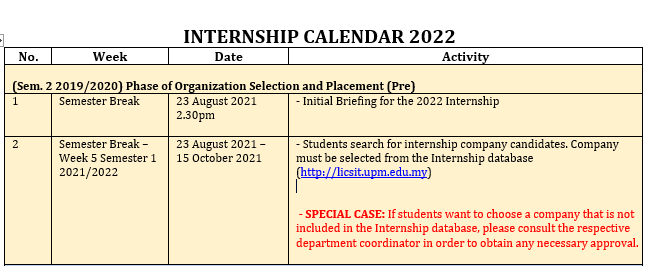 INTERNSHIP CALENDAR 2022
No. Week Date Activity
(Sem. 2 2019/2020) Phase of Organization Selection and Placement (Pre)
1 Semester Break 23 August 2021 - Initial Briefing for the 2022 Internship
2.30pm
2 Semester Break – 23 August 2021 – - Students search for internship company candidates. Company
Week 5 Semester 1 15 October 2021 must be selected from the Internship database
2021/2022 (http://licsit.upm.edu.my)
- SPECIAL CASE: If students want to choose a company that is not
included in the Internship database, please consult the respective
department coordinator in order to obtain any necessary approval.